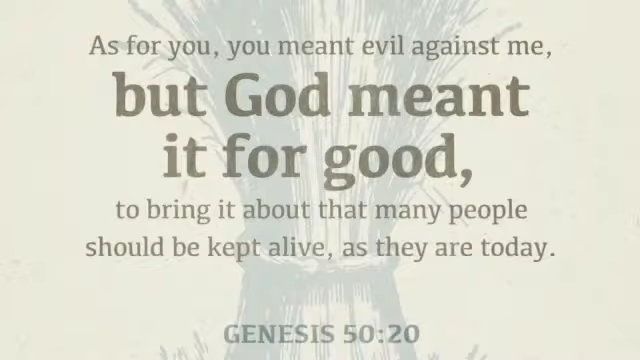 As for you, you meant evil against me,
but God meant
it for good,
to bring it about that many people
should be kept alive, as they are today.
GENESIS 50:20